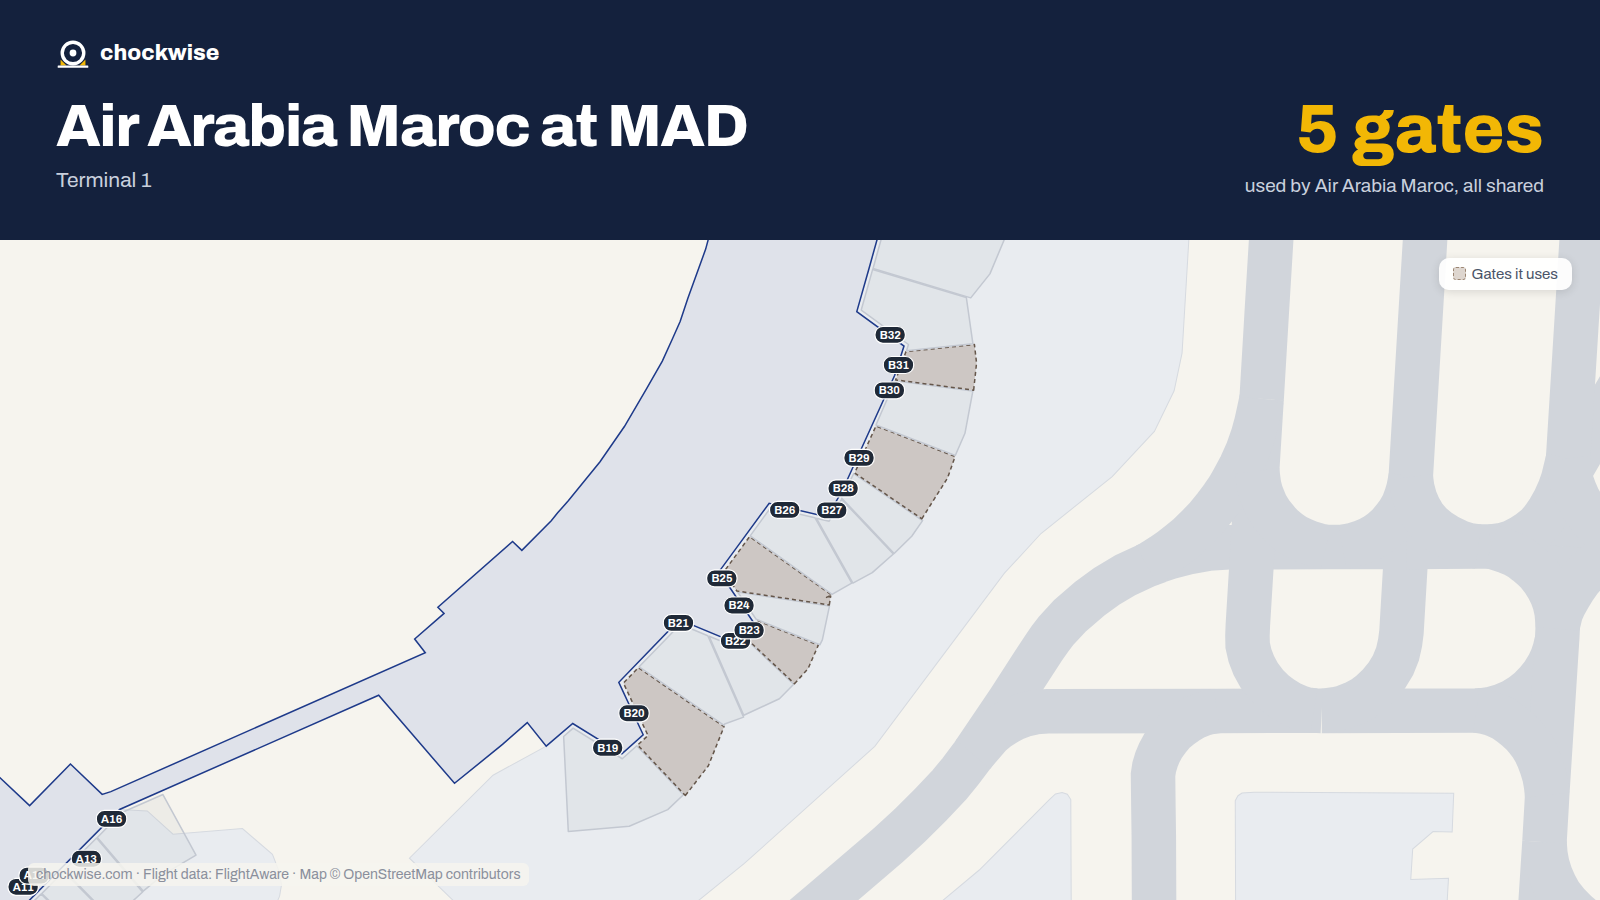 chockwise
Air Arabia Maroc at MAD
Terminal 1
5 gates
used by Air Arabia Maroc, all shared
Gates it uses
B32
B31
B30
B29
B28
B27
B26
B25
B24
B23
B22
B21
B20
B19
A16
A13
A11
chockwise.com · Flight data: FlightAware · Map © OpenStreetMap contributors